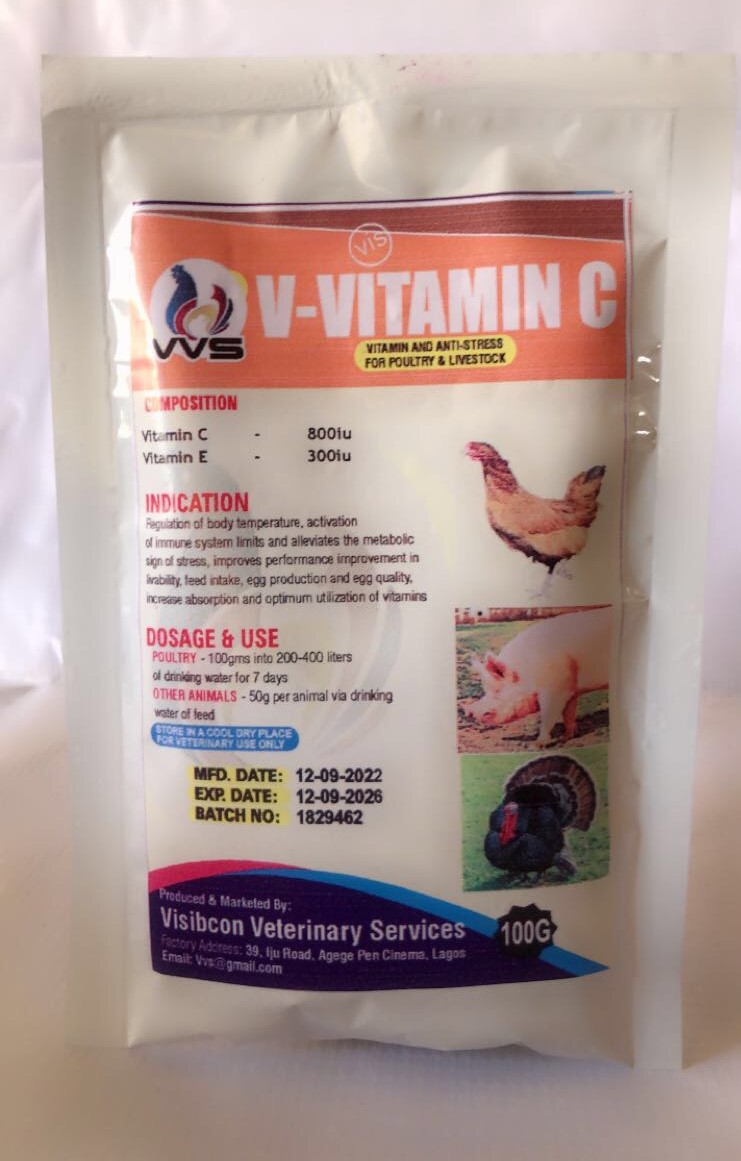 vis
V-VITAMIN C
VVS
VITAMIN AND ANTI-STRESS
FOR POULTRY & LIVESTOCK
COMPOSITION
Vitamin C - 800iu
Vitamin E - 300iu
INDICATION
Regulation of body temperature, activation
of immune system limits and alleviates the metabolic
sign of stress, improves performance improvement in
livability, feed intake, egg production and egg quality,
increase absorption and optimum utilization of vitamins
DOSAGE & USE
POULTRY - 100gms into 200-400 liters
of drinking water for 7 days
OTHER ANIMALS - 50g per animal via drinking
water of feed
STORE IN A COOL DRY PLACE
FOR VETERINARY USE ONLY
MFD. DATE: 12-09-2022
EXP. DATE: 12-09-2026
BATCH NO: 1829462
Produced & Marketed By:
Visibcon Veterinary Services
100G
Factory Address: 39, Iju Road, Agege Pen Cinema, Lagos
Email: Vvs@gmail.com